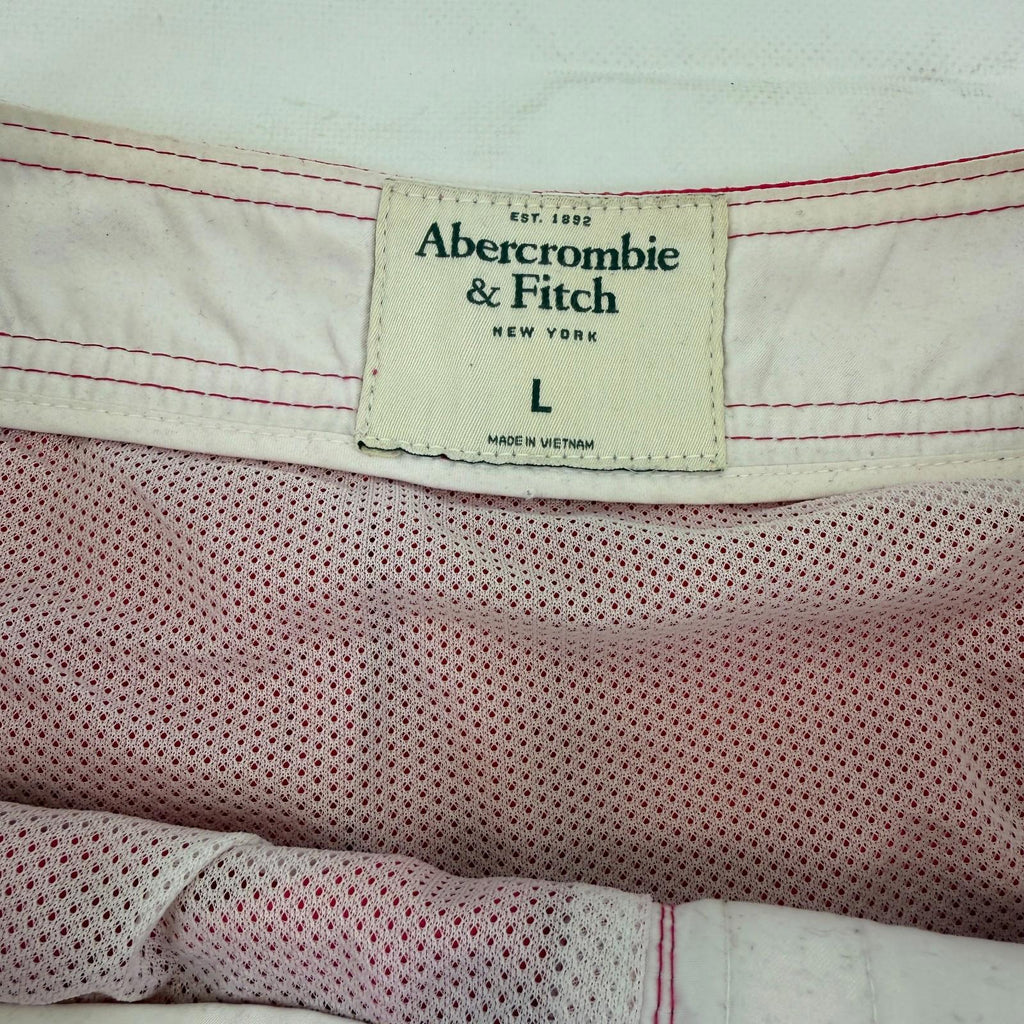 EST. 1892
Abercrombie
& Fitch
NEW YORK
L
MADE IN VIETNAM